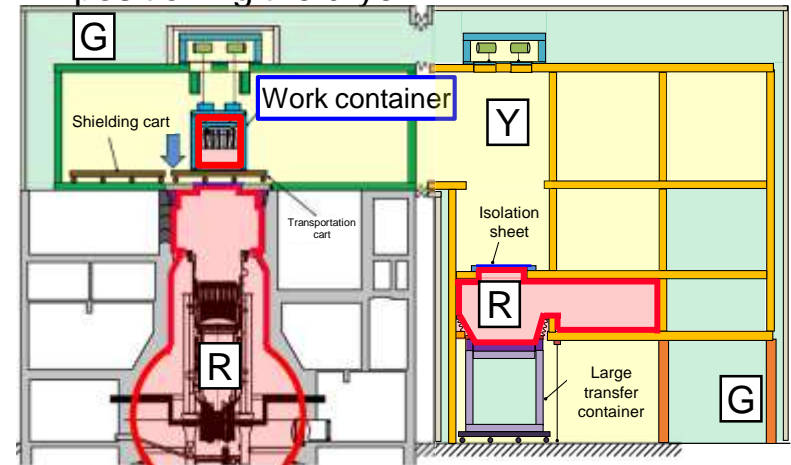 G
Work container
Shielding cart
Transportation
cart
R
Y
Isolation
sheet
R
Large
transfer
container
G